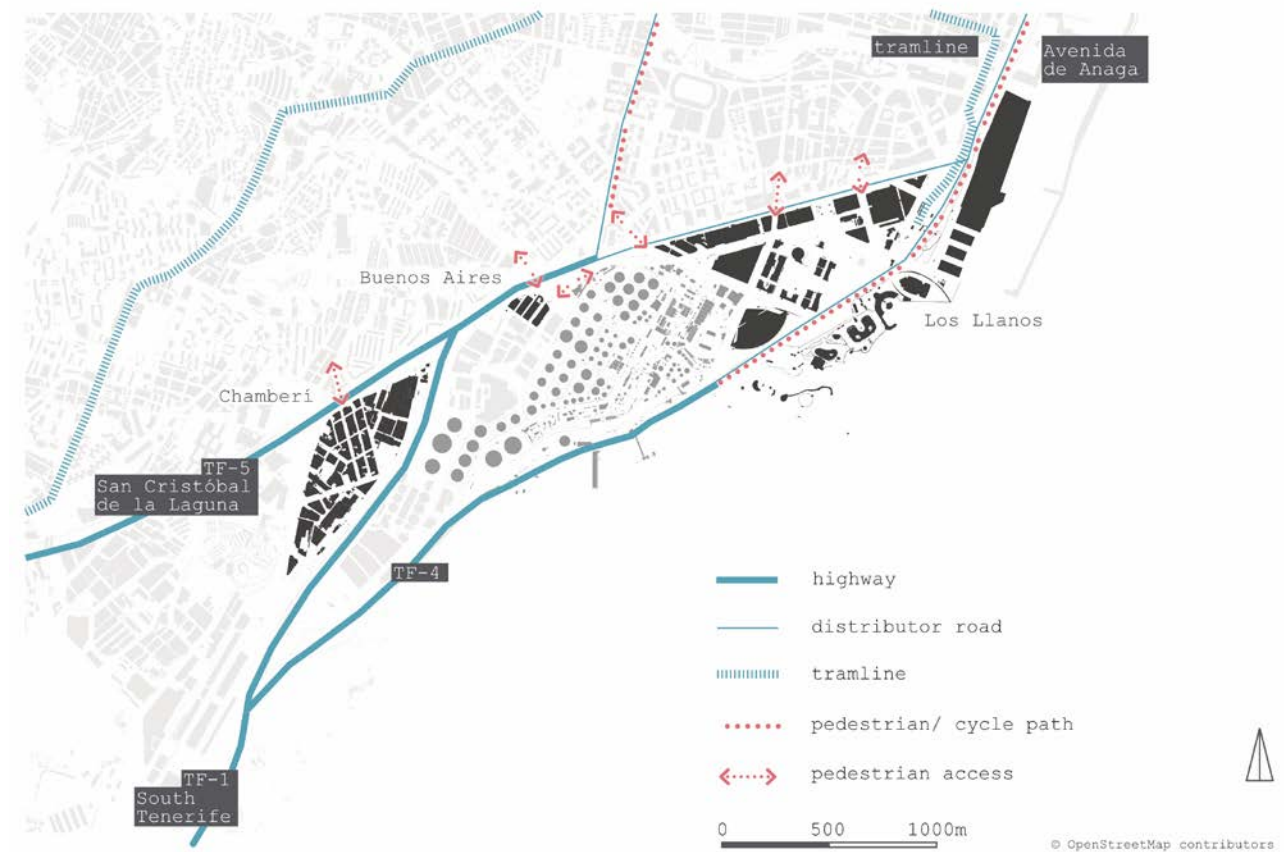 tramline
Avenida
de Anaga
Buenos Aires
Los Llanos
Chamberí
TF-5
San Cristóbal
de la Laguna
TF-4
highway
distributor road
tramline
pedestrian/ cycle path
pedestrian access
TF-1
South
Tenerife
0 500 1000m
© OpenStreetMap contributors